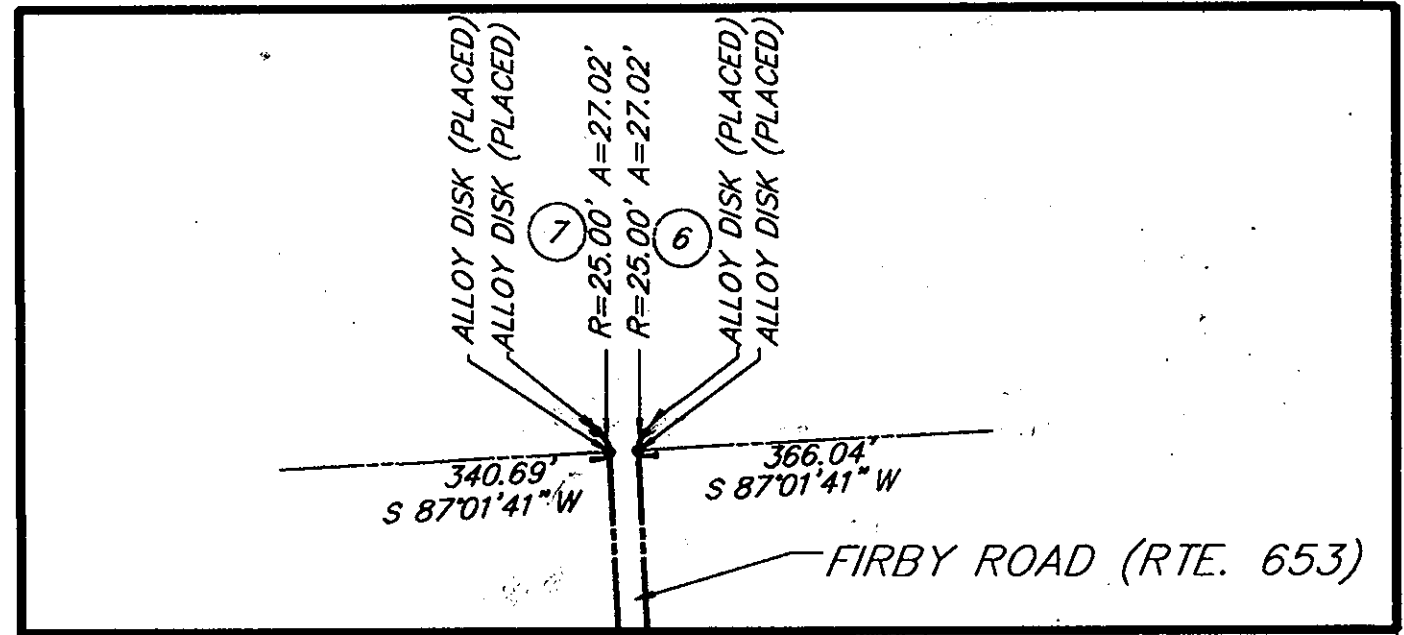 ALLOY DISK (PLACED)
ALLOY DISK (PLACED)
7
R=25.00' A=27.02'
R=25.00' A=27.02'
6
ALLOY DISK (PLACED)
ALLOY DISK (PLACED)
340.69'
S 87°01'41" W
366.04'
S 87°01'41" W
FIRBY ROAD (RTE. 653)